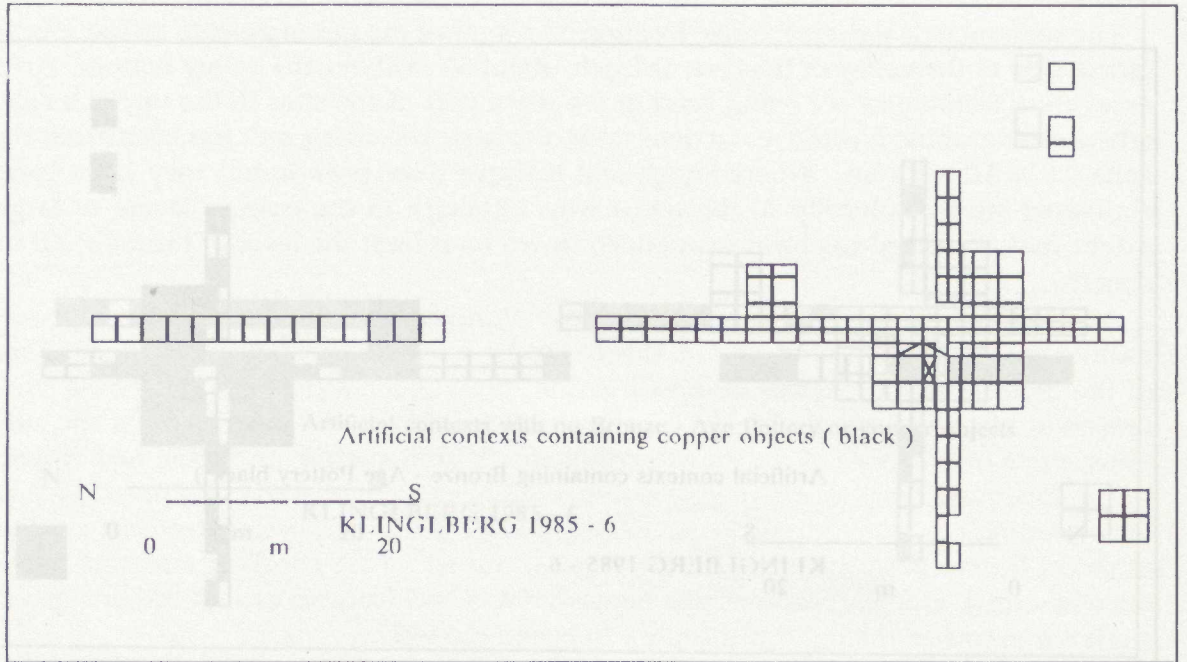 Artificial contexts containing copper objects ( black )
N S
KLINGLBERG 1985 - 6
0 m 20